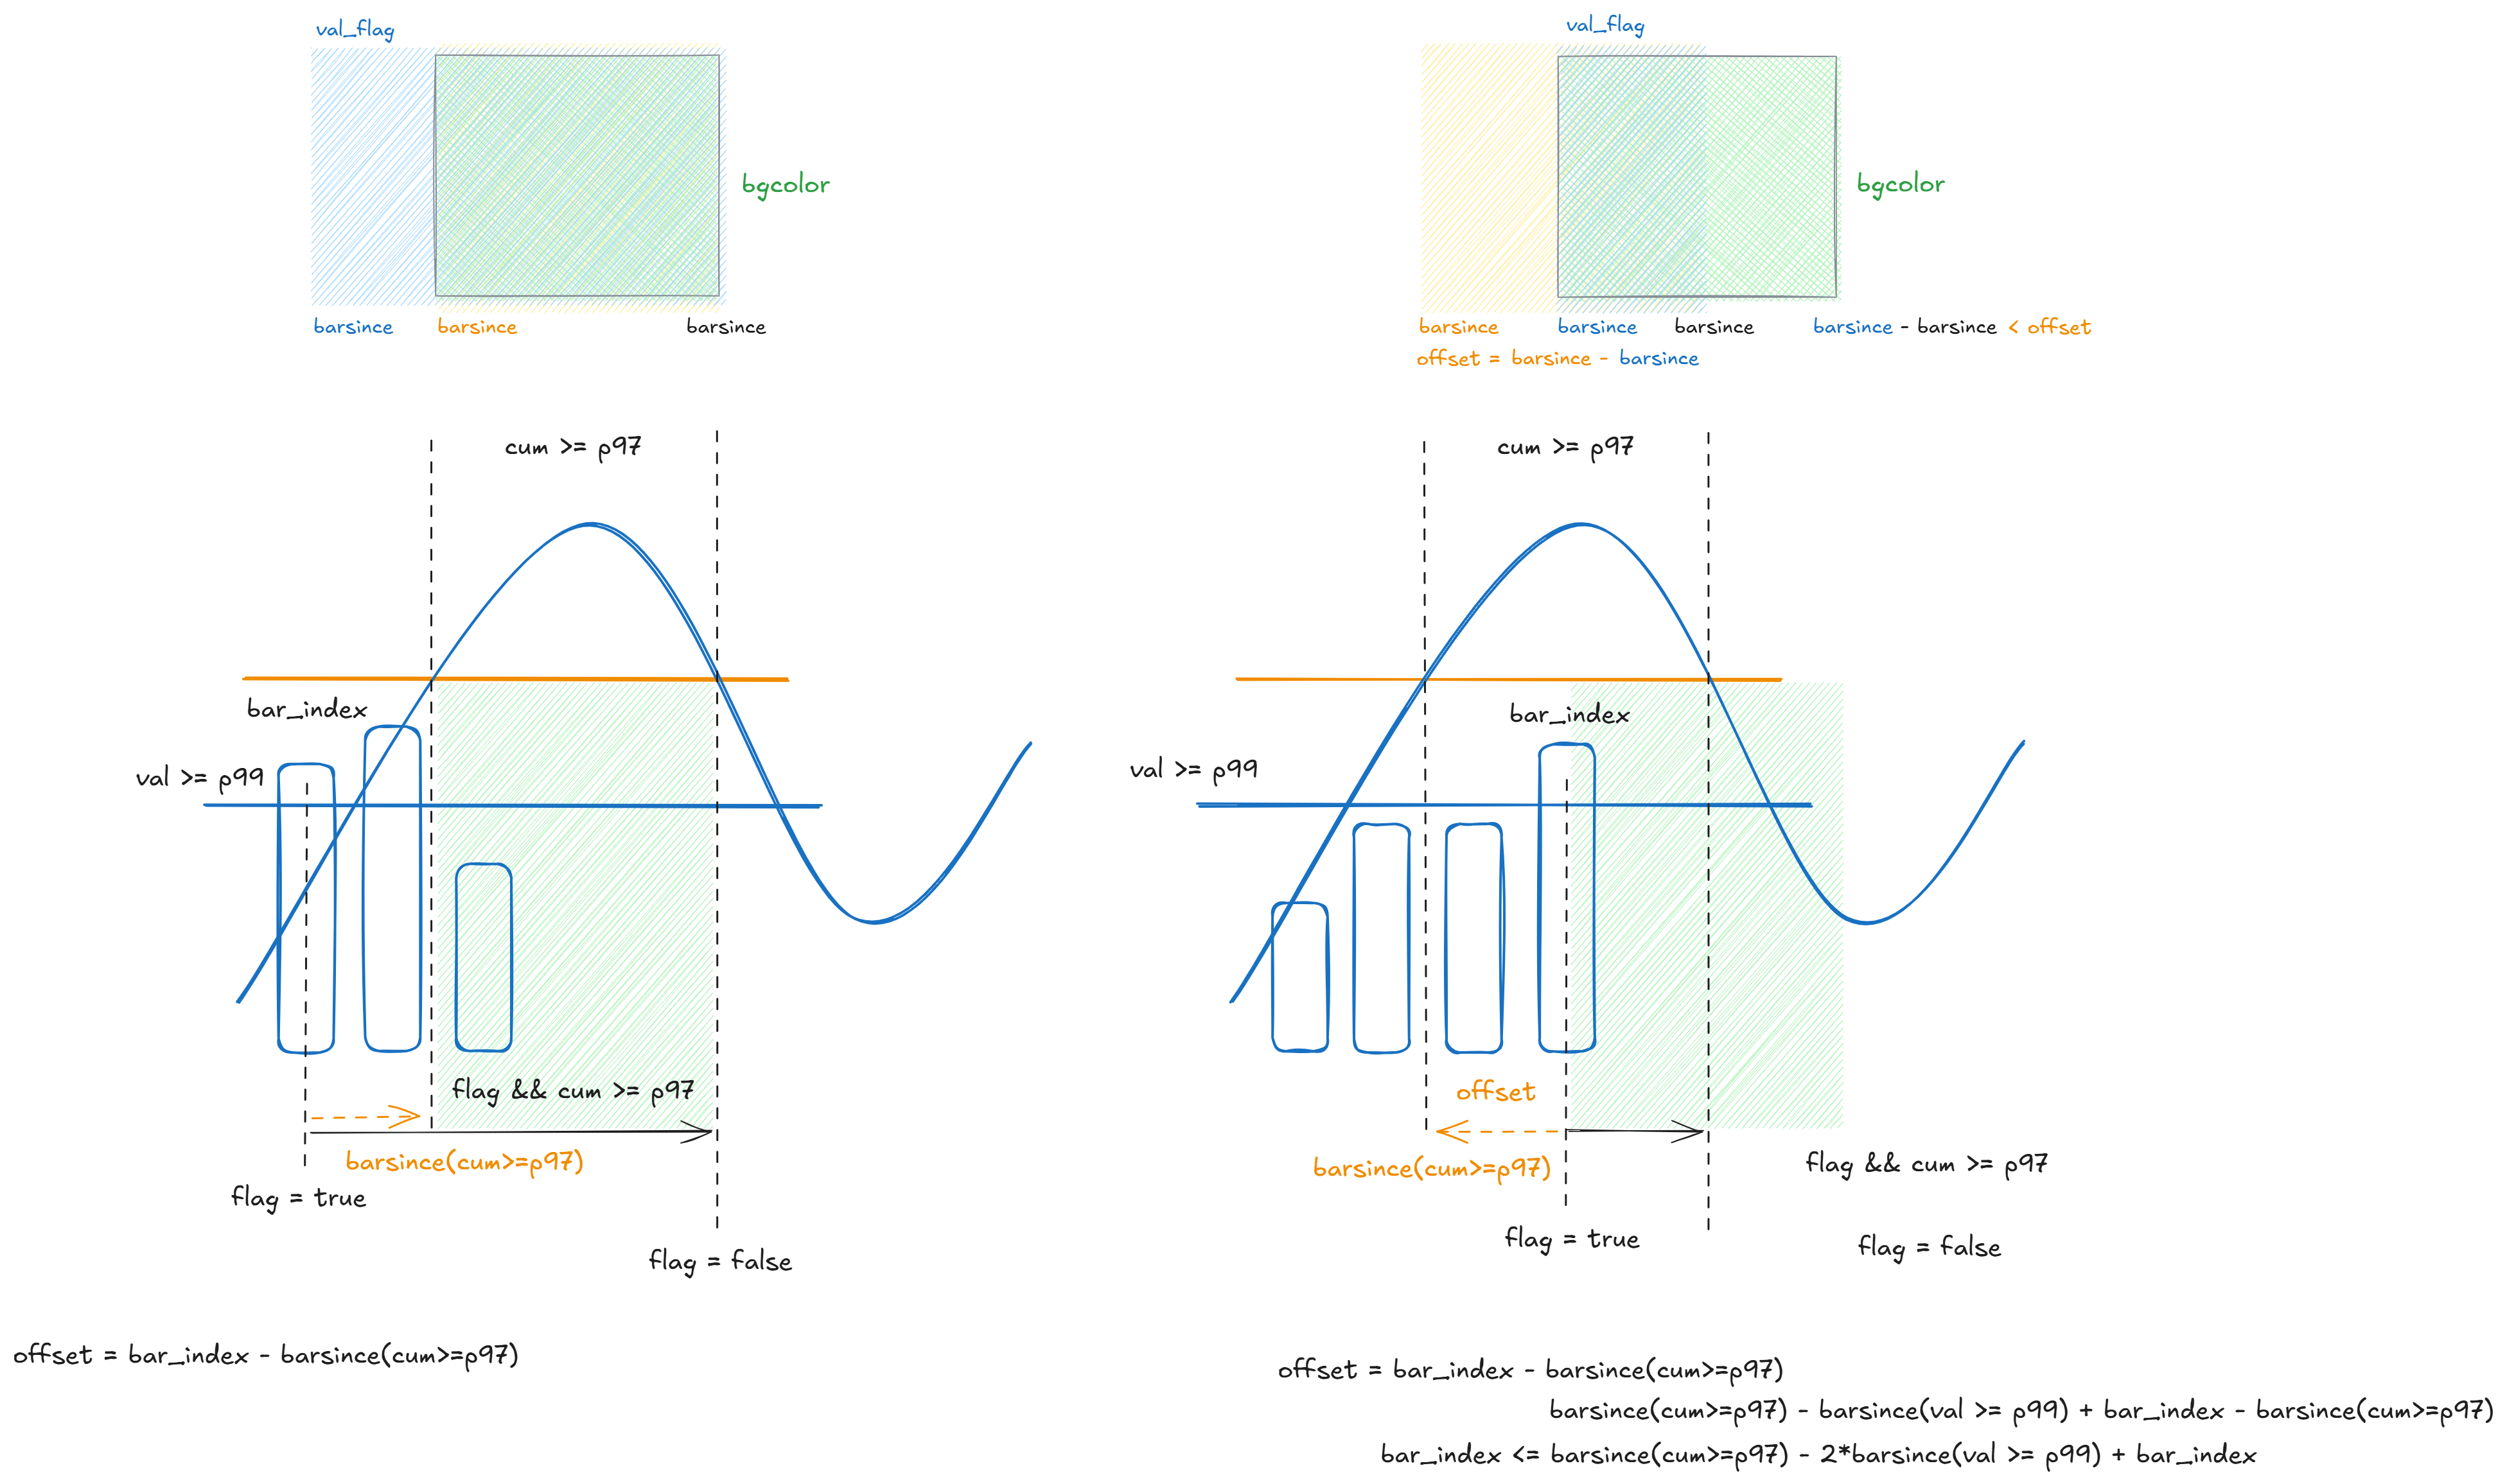 val_flag
bgcolor
barsince
barsince
barsince
val_flag
bgcolor
barsince
barsince
barsince
barsince - barsince < offset
offset = barsince - barsince
cum >= p97
bar_index
val >= p99
flag && cum >= p97
barsince(cum>=p97)
flag = true
flag = false
offset = bar_index - barsince(cum>=p97)
cum >= p97
bar_index
val >= p99
offset
barsince(cum>=p97)
flag && cum >= p97
flag = true
flag = false
offset = bar_index - barsince(cum>=p97)
barsince(cum>=p97) - barsince(val >= p99) + bar_index - barsince(cum>=p97)
bar_index <= barsince(cum>=p97) - 2*barsince(val >= p99) + bar_index